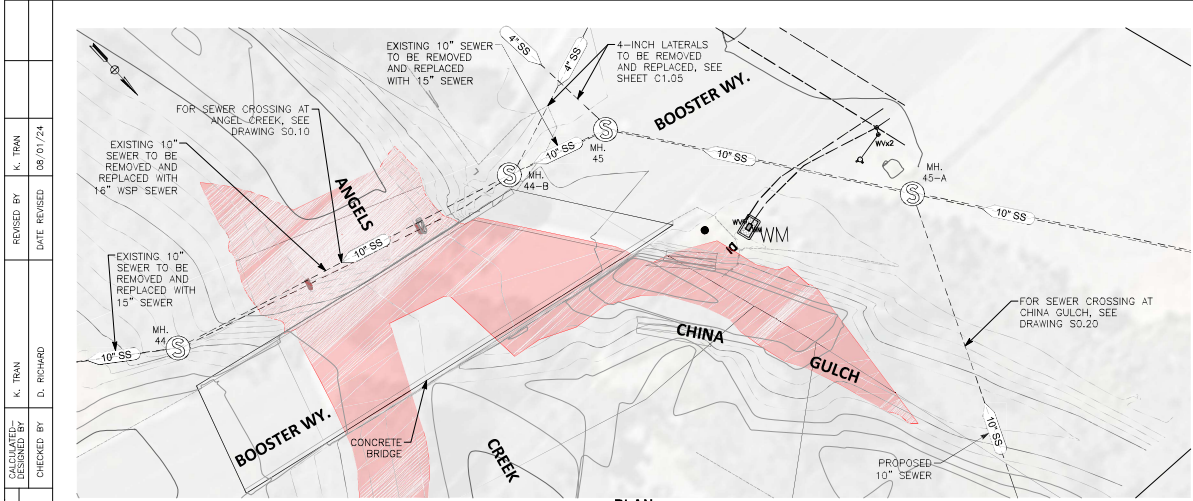 EXISTING 10" SEWER
TO BE REMOVED
AND REPLACED
WITH 15" SEWER
4" SS
4" SS
4-INCH LATERALS
TO BE REMOVED
AND REPLACED, SEE
SHEET C1.05
BOOSTER WY.
FOR SEWER CROSSING AT
ANGEL CREEK, SEE
DRAWING S0.10
EXISTING 10"
SEWER TO BE
REMOVED AND
REPLACED WITH
16" WSP SEWER
ANGELS
10" SS
MH.
45
MH.
44-B
10" SS
WVx2
MH.
45-A
10" SS
10" SS
WM
DI
EXISTING 10"
SEWER TO BE
REMOVED AND
REPLACED WITH
15" SEWER
MH.
44
10" SS
FOR SEWER CROSSING AT
CHINA GULCH, SEE
DRAWING S0.20
CHINA
GULCH
BOOSTER WY.
CONCRETE
BRIDGE
CREEK
PROPOSED
10" SEWER
10" SS
PLAN
REVISED BY
K. TRAN
DATE REVISED
08/01/24
CALCULATED-
DESIGNED BY
K. TRAN
CHECKED BY
D. RICHARD